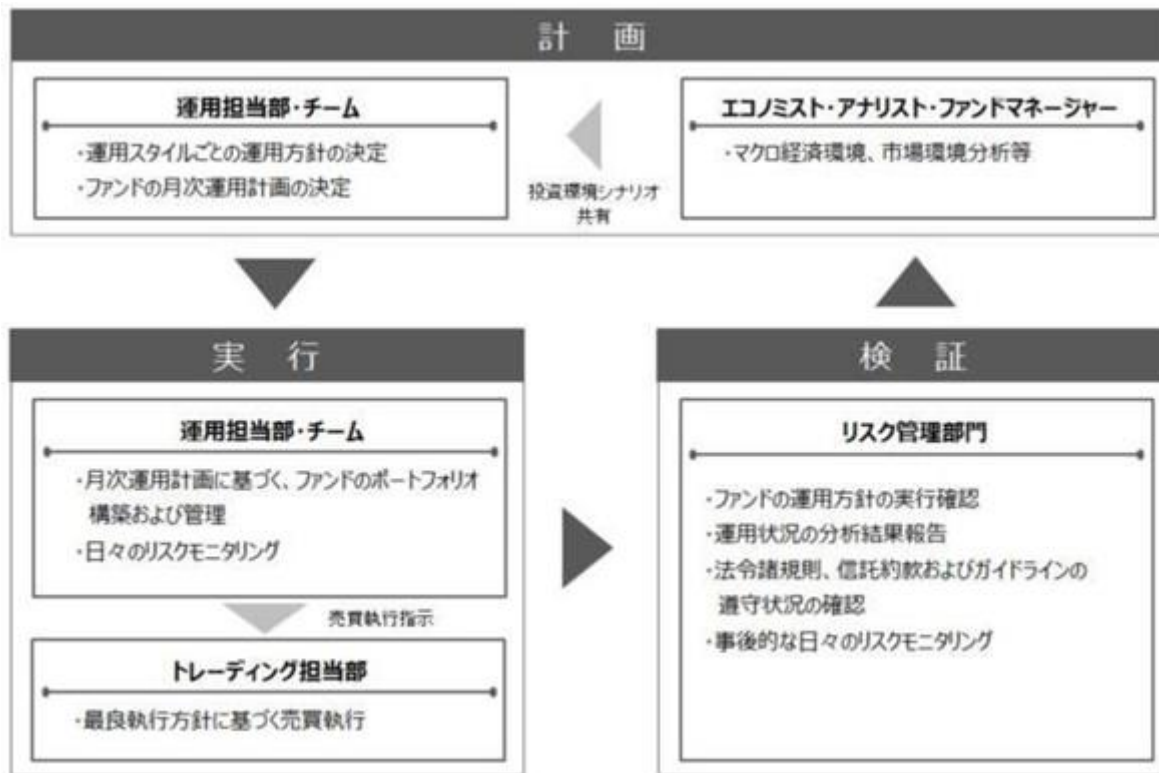 計 画
運用担当部・チーム
・運用スタイルごとの運用方針の決定
・ファンドの月次運用計画の決定
投資環境シナリオ
共有
エコノミスト・アナリスト・ファンドマネージャー
・マクロ経済環境、市場環境分析等
実 行
運用担当部・チーム
・月次運用計画に基づく、ファンドのポートフォリオ
構築および管理
・日々のリスクモニタリング
売買執行指示
トレーディング担当部
・最良執行方針に基づく売買執行
検 証
リスク管理部門
・ファンドの運用方針の実行確認
・運用状況の分析結果報告
・法令諸規則、信託約款およびガイドラインの
遵守状況の確認
・事後的な日々のリスクモニタリング